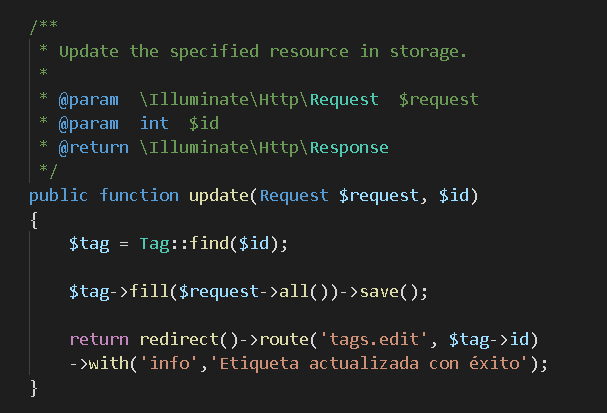 /**
 * Update the specified resource in storage.
 *
 * @param  \Illuminate\Http\Request  $request
 * @param  int  $id
 * @return \Illuminate\Http\Response
 */
public function update(Request $request, $id)
{
    $tag = Tag::find($id);

    $tag->fill($request->all())->save();

    return redirect()->route('tags.edit', $tag->id)
    ->with('info','Etiqueta actualizada con éxito');
}